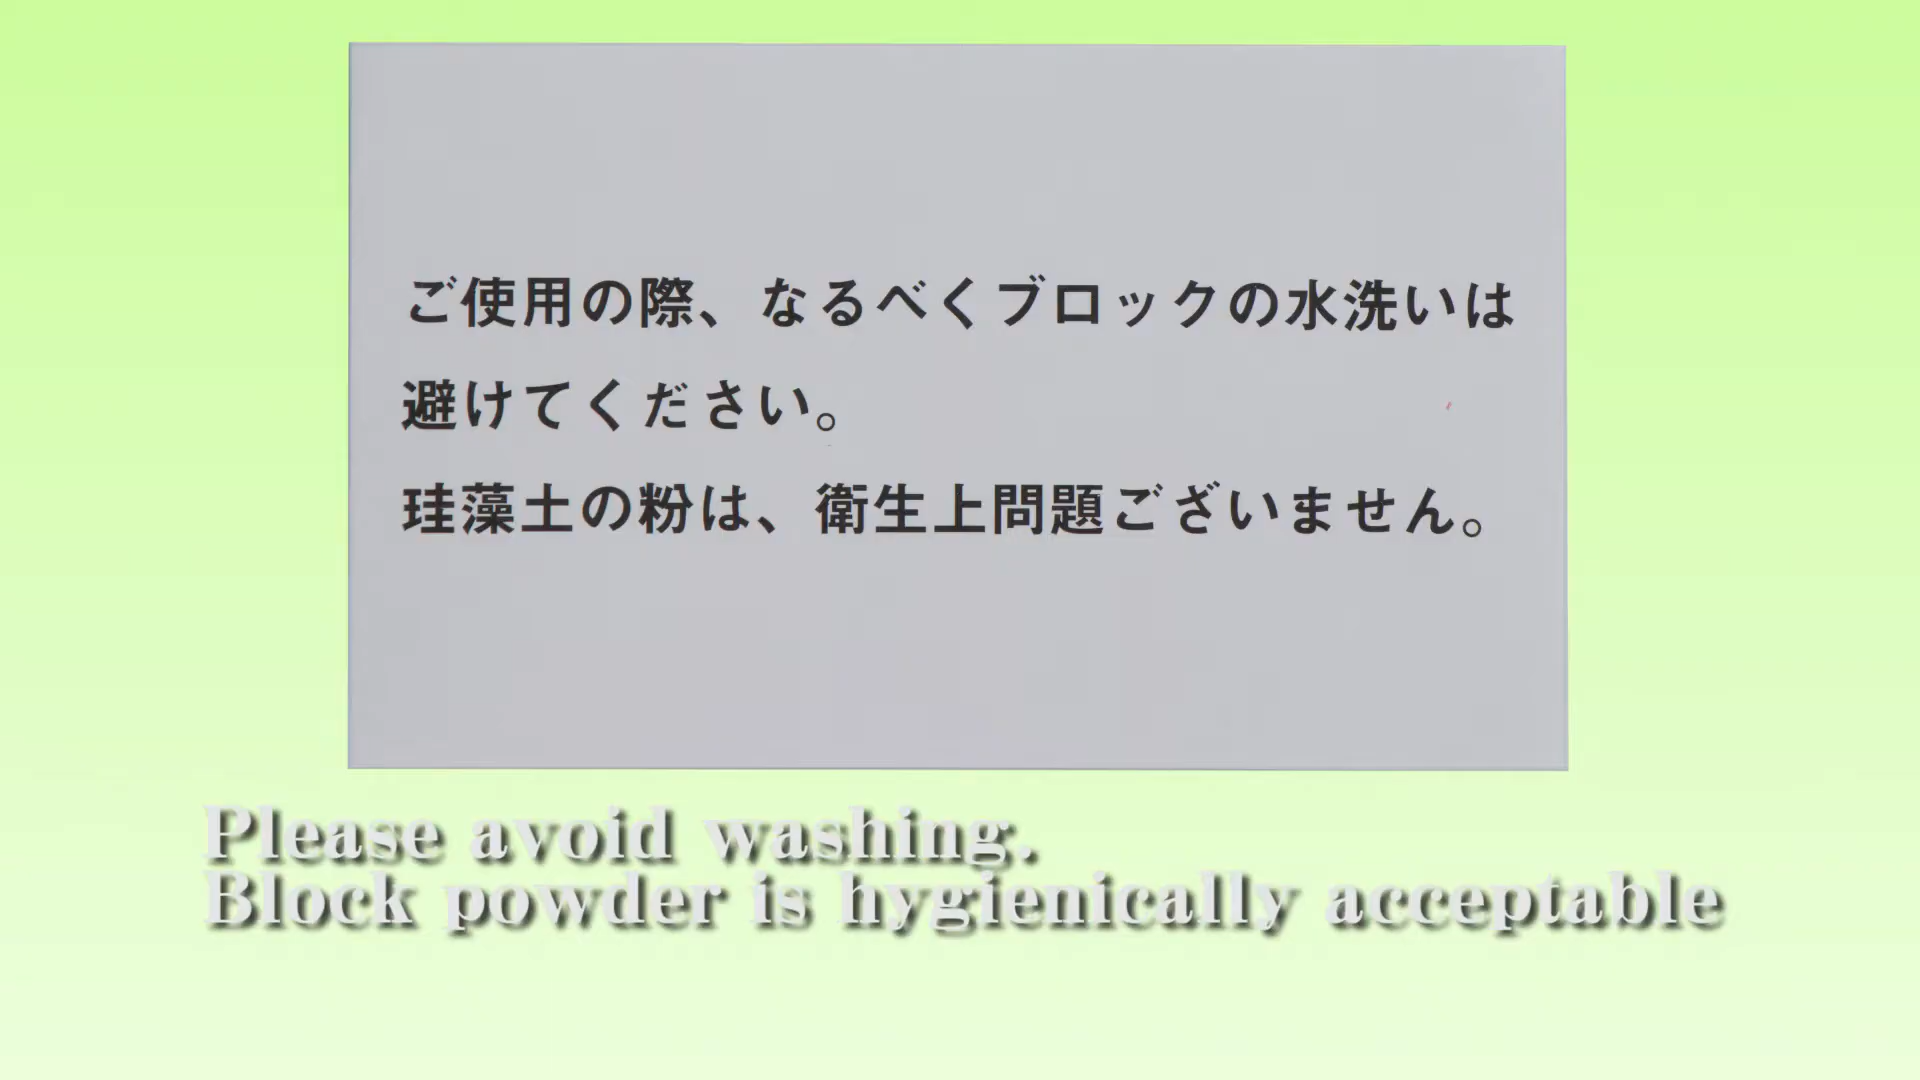 ご使用の際、なるべくブロックの水洗いは
避けてください。
珪藻土の粉は、衛生上問題ございません。
Please avoid washing.
Block powder is hygienically acceptable